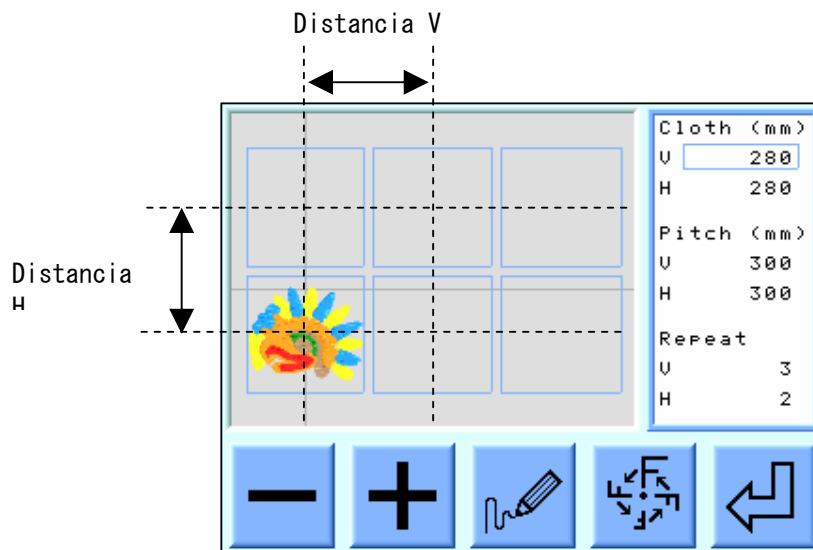 Distancia V
Cloth (mm)
V 280
H 280
Pitch (mm)
V 300
H 300
Repeat
V 3
H 2
Distancia
H